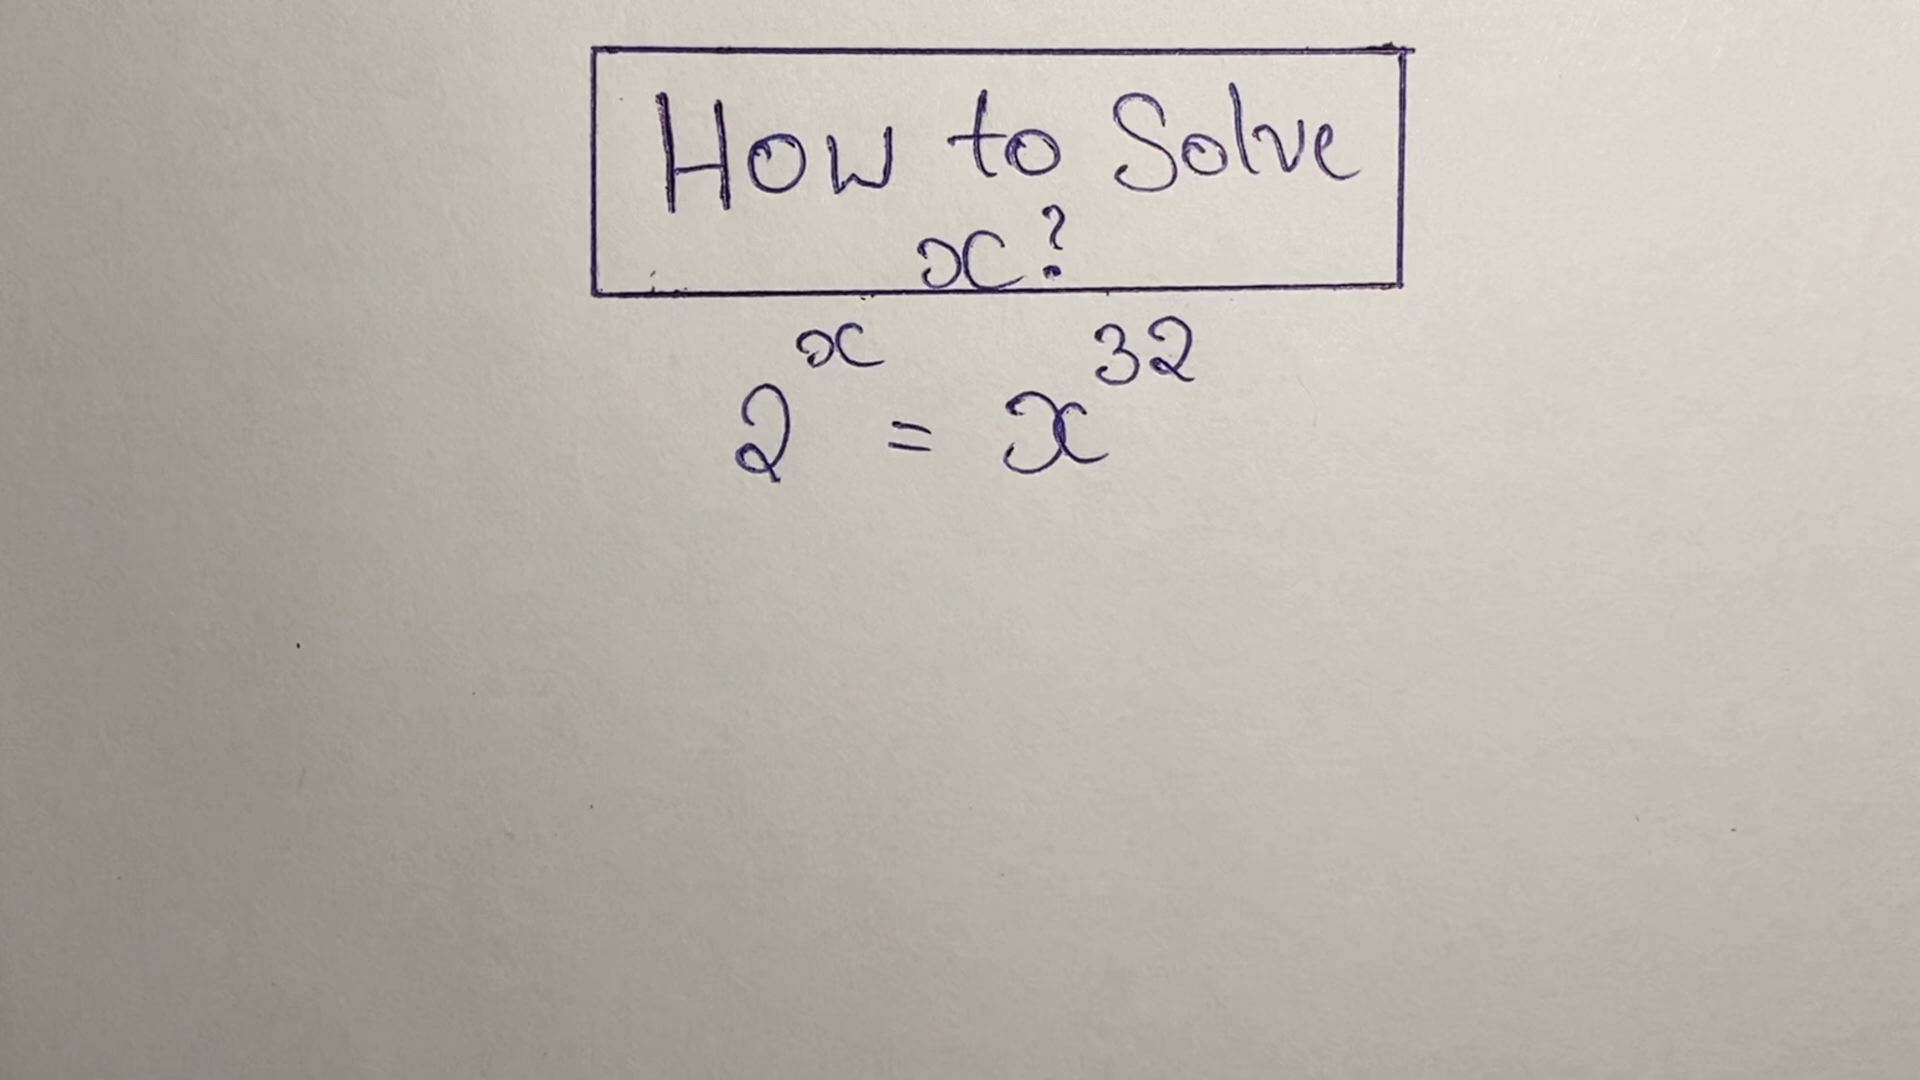 How to Solve
x?
2^x = x^32